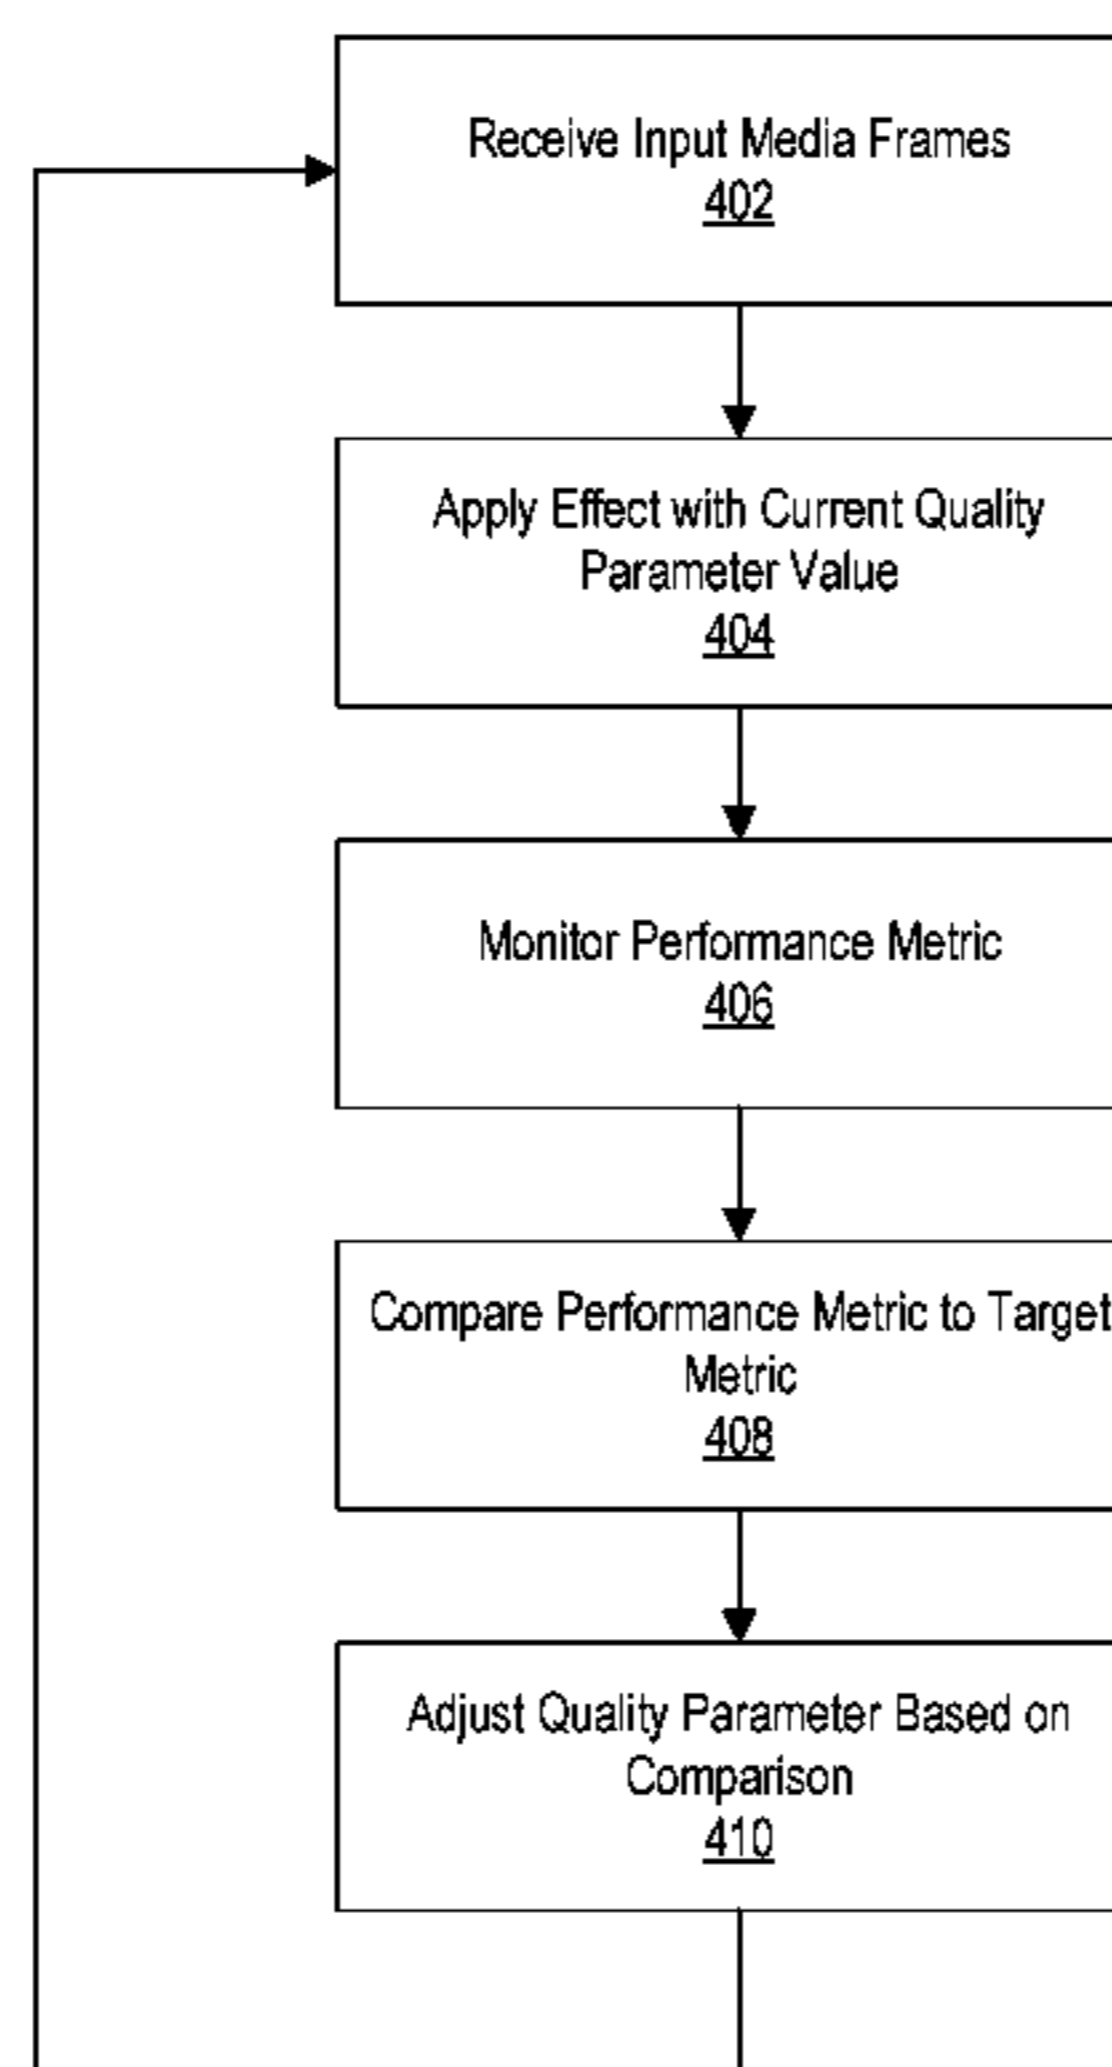 Receive Input Media Frames
402
Apply Effect with Current Quality
Parameter Value
404
Monitor Performance Metric
406
Compare Performance Metric to Target
Metric
408
Adjust Quality Parameter Based on
Comparison
410